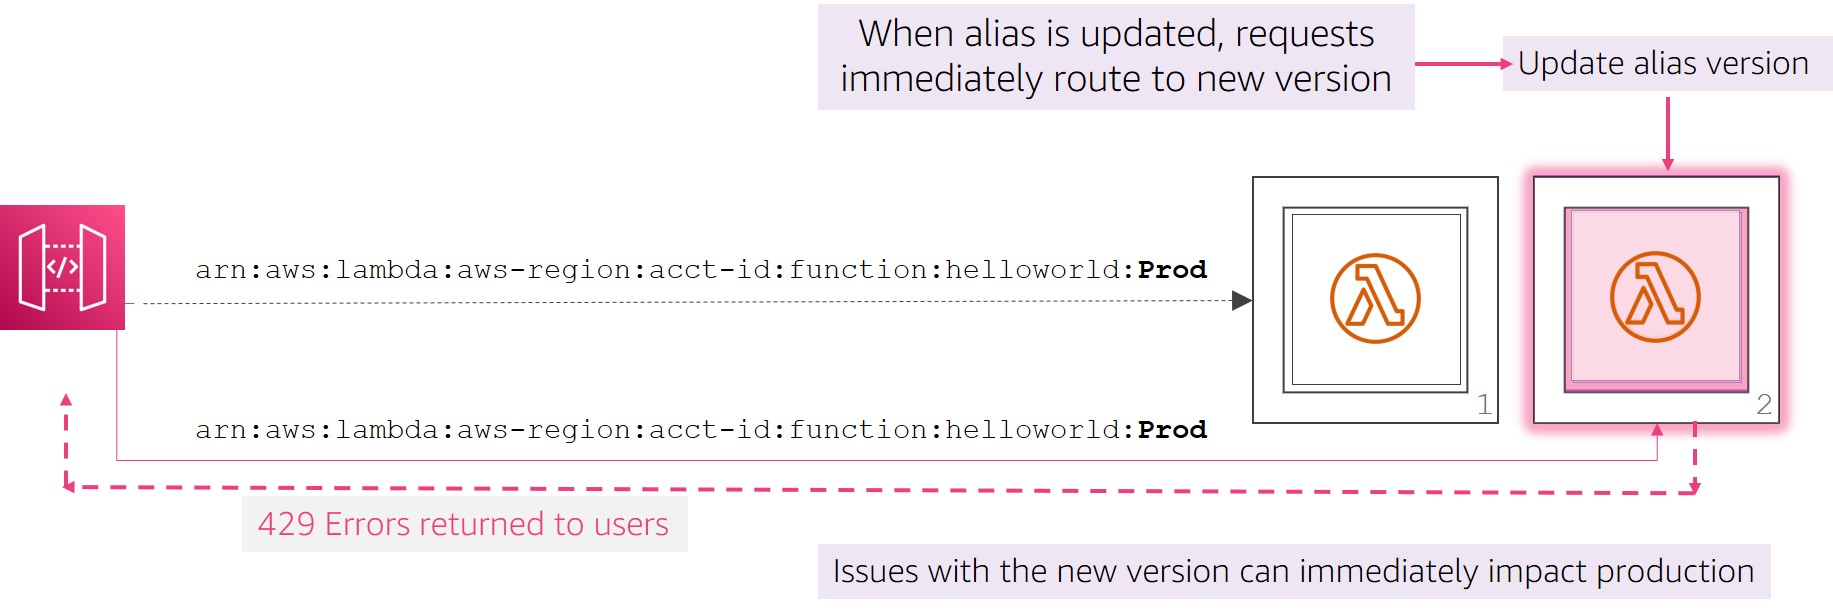 When alias is updated, requests
immediately route to new version
Update alias version
</>
arn:aws:lambda:aws-region:acct-id:function:helloworld:Prod
1
2
arn:aws:lambda:aws-region:acct-id:function:helloworld:Prod
429 Errors returned to users
Issues with the new version can immediately impact production